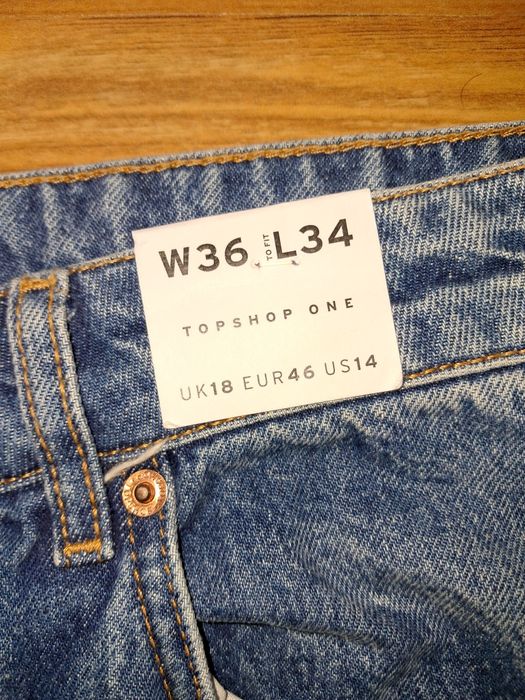 W36 TO FIT L34
TOPSHOP ONE
UK18 EUR46 US14